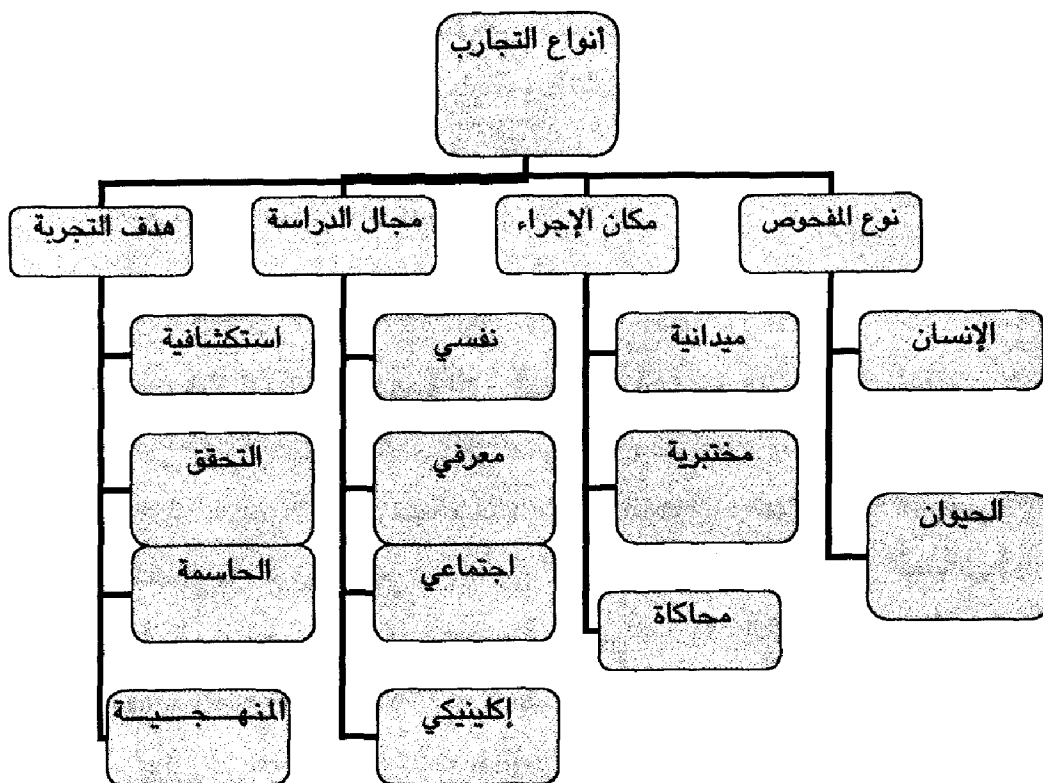 أنواع التجارب
نوع المفحوص
مكان الإجراء
مجال الدراسة
هدف التجربة
الإنسان
الحيوان
ميدانية
مختبرية
محاكاة
نفسي
معرفي
اجتماعي
إكلينيكي
استكشافية
التحقق
الحاسمة
المنهجية